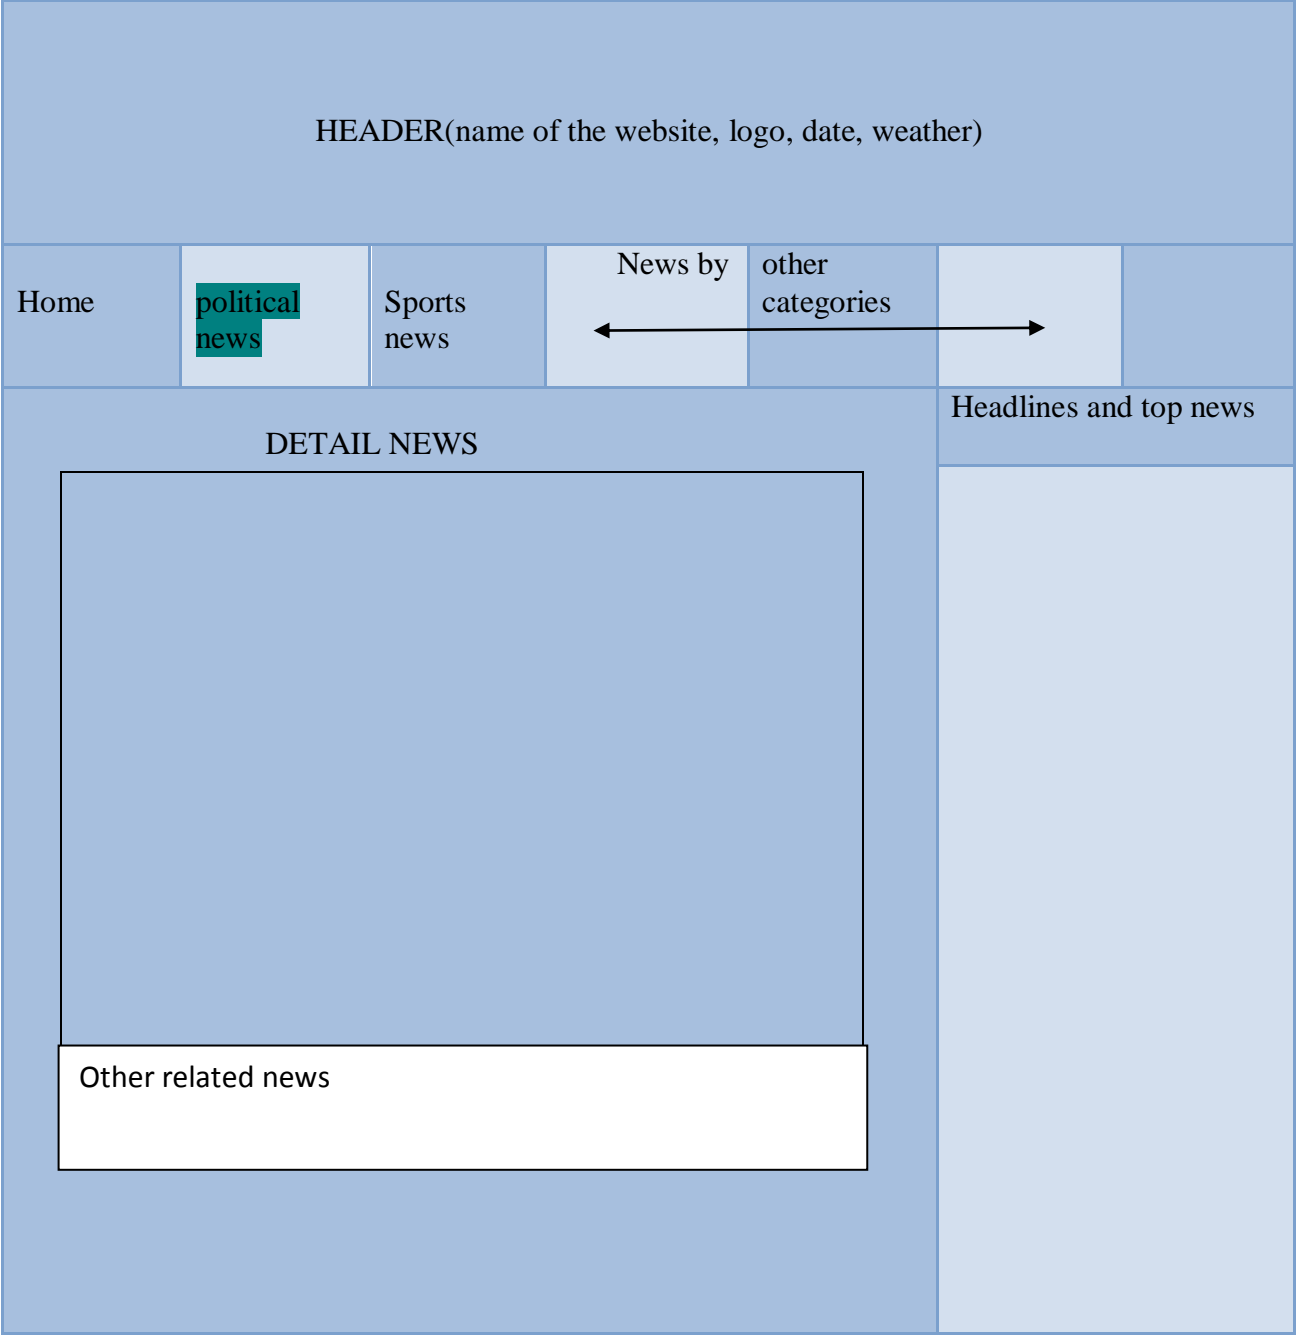 HEADER(name of the website, logo, date, weather)
Home
political
news
Sports
news
News by
other
categories
DETAIL NEWS
Headlines and top news
Other related news